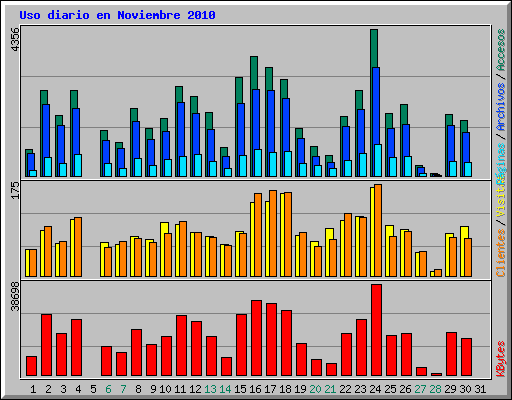 Uso diario en Noviembre 2010
4356
175
38698
Clientes / Visitas
Páginas / Archivos / Accesos
KBytes
1 2 3 4 5 6 7 8 9 10 11 12 13 14 15 16 17 18 19 20 21 22 23 24 25 26 27 28 29 30 31